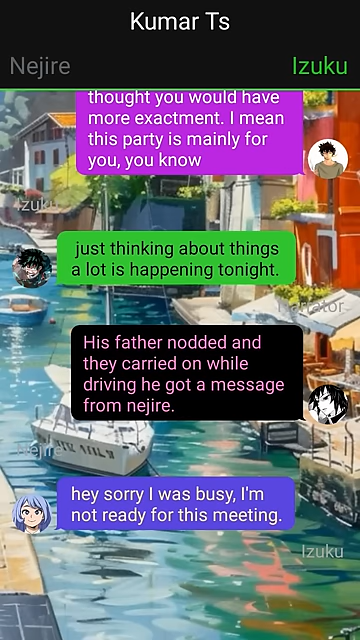 Kumar Ts
Nejire
Izuku
thought you would have
more exactment. I mean
this party is mainly for
you, you know
Izuku
just thinking about things
a lot is happening tonight.
Narrator
His father nodded and
they carried on while
driving he got a message
from nejire.
Nejire
hey sorry I was busy, I'm
not ready for this meeting.
Izuku